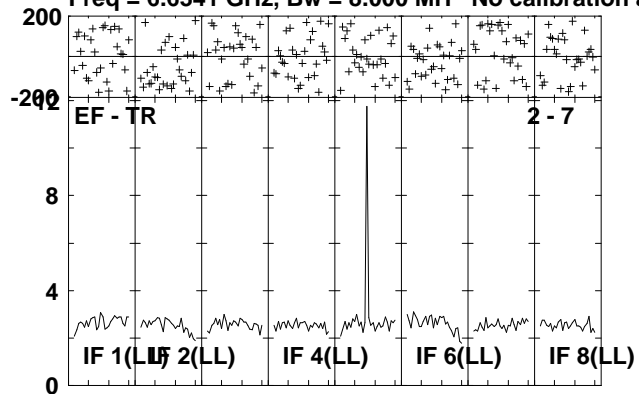 Freq = 6.6541 GHz, Bw = 8.000 MH No calibration a
200
-200
12
EF - TR
2 - 7
8
4
IF 1(LL)
IF 2(LL)
IF 4(LL)
IF 6(LL)
IF 8(LL)
0